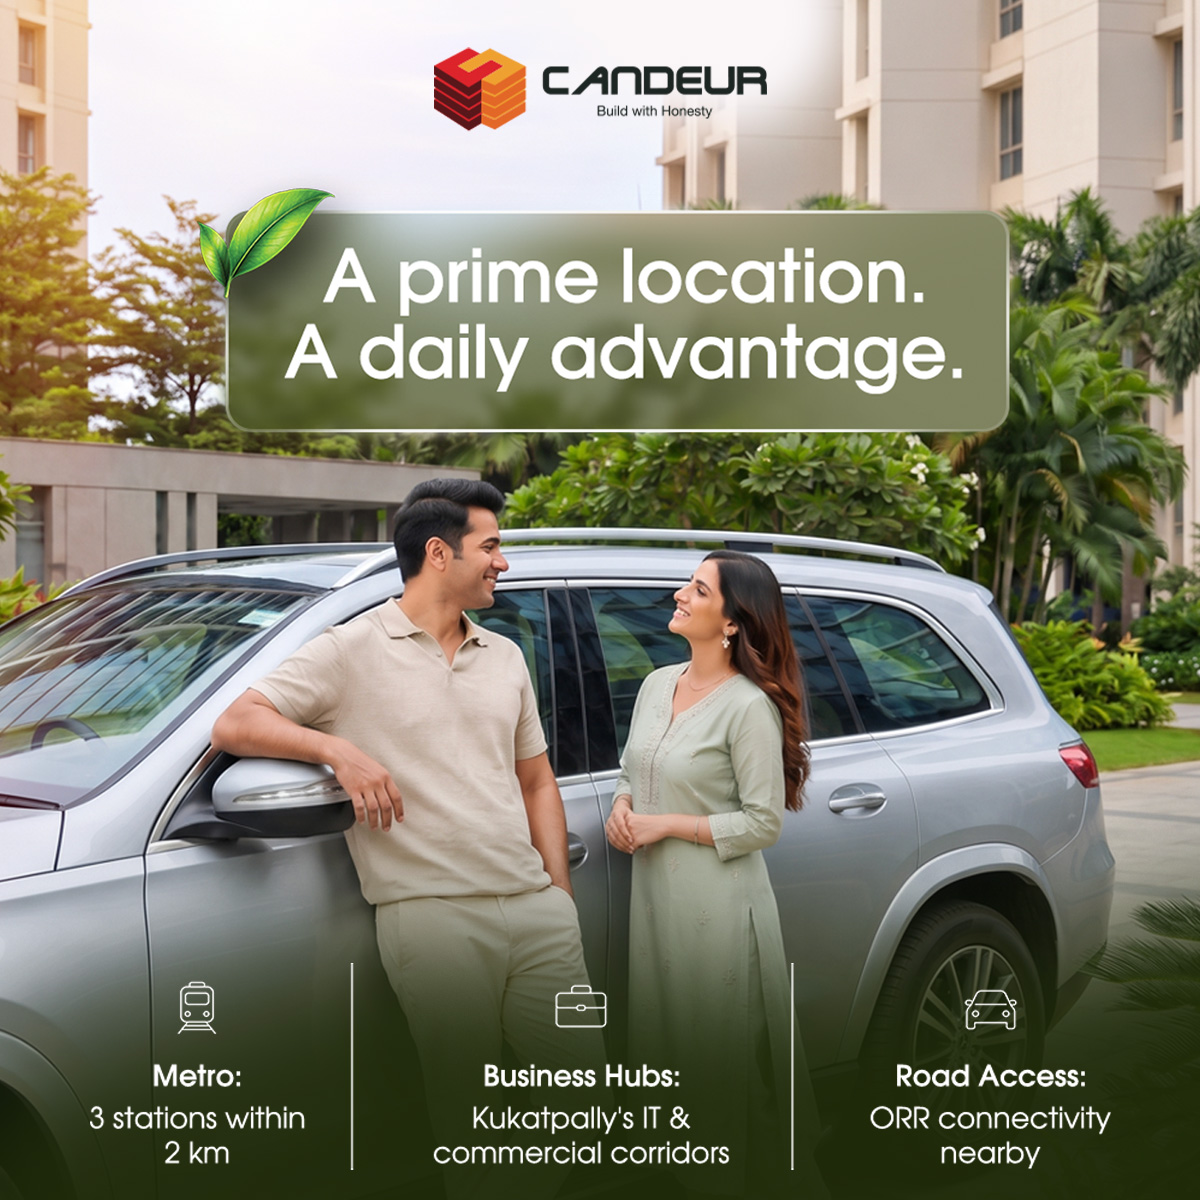 CANDEUR
Build with Honesty
A prime location.
A daily advantage.
Metro:
3 stations within
2 km
Business Hubs:
Kukatpally's IT &
commercial corridors
Road Access:
ORR connectivity
nearby